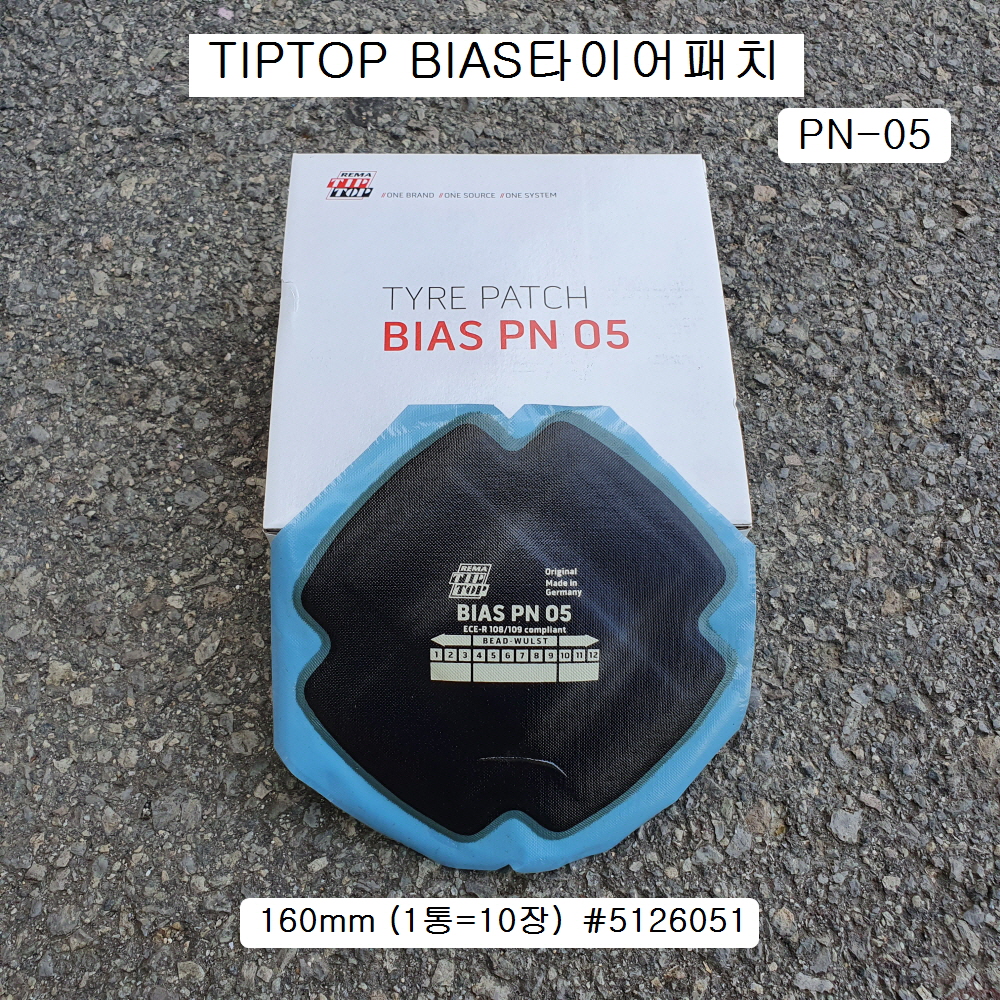 TIPTOP BIAS타이어패치
PN-05
REMA
TIP
TOP
//ONE BRAND //ONE SOURCE //ONE SYSTEM
TYRE PATCH
BIAS PN 05
REMA
TIP
TOP
Original
Made in
Germany
BIAS PN 05
ECE-R 108/109 compliant
BEAD-WULST
1 2 3 4 5 6 7 8 9 10 11 12
160mm (1통=10장) #5126051